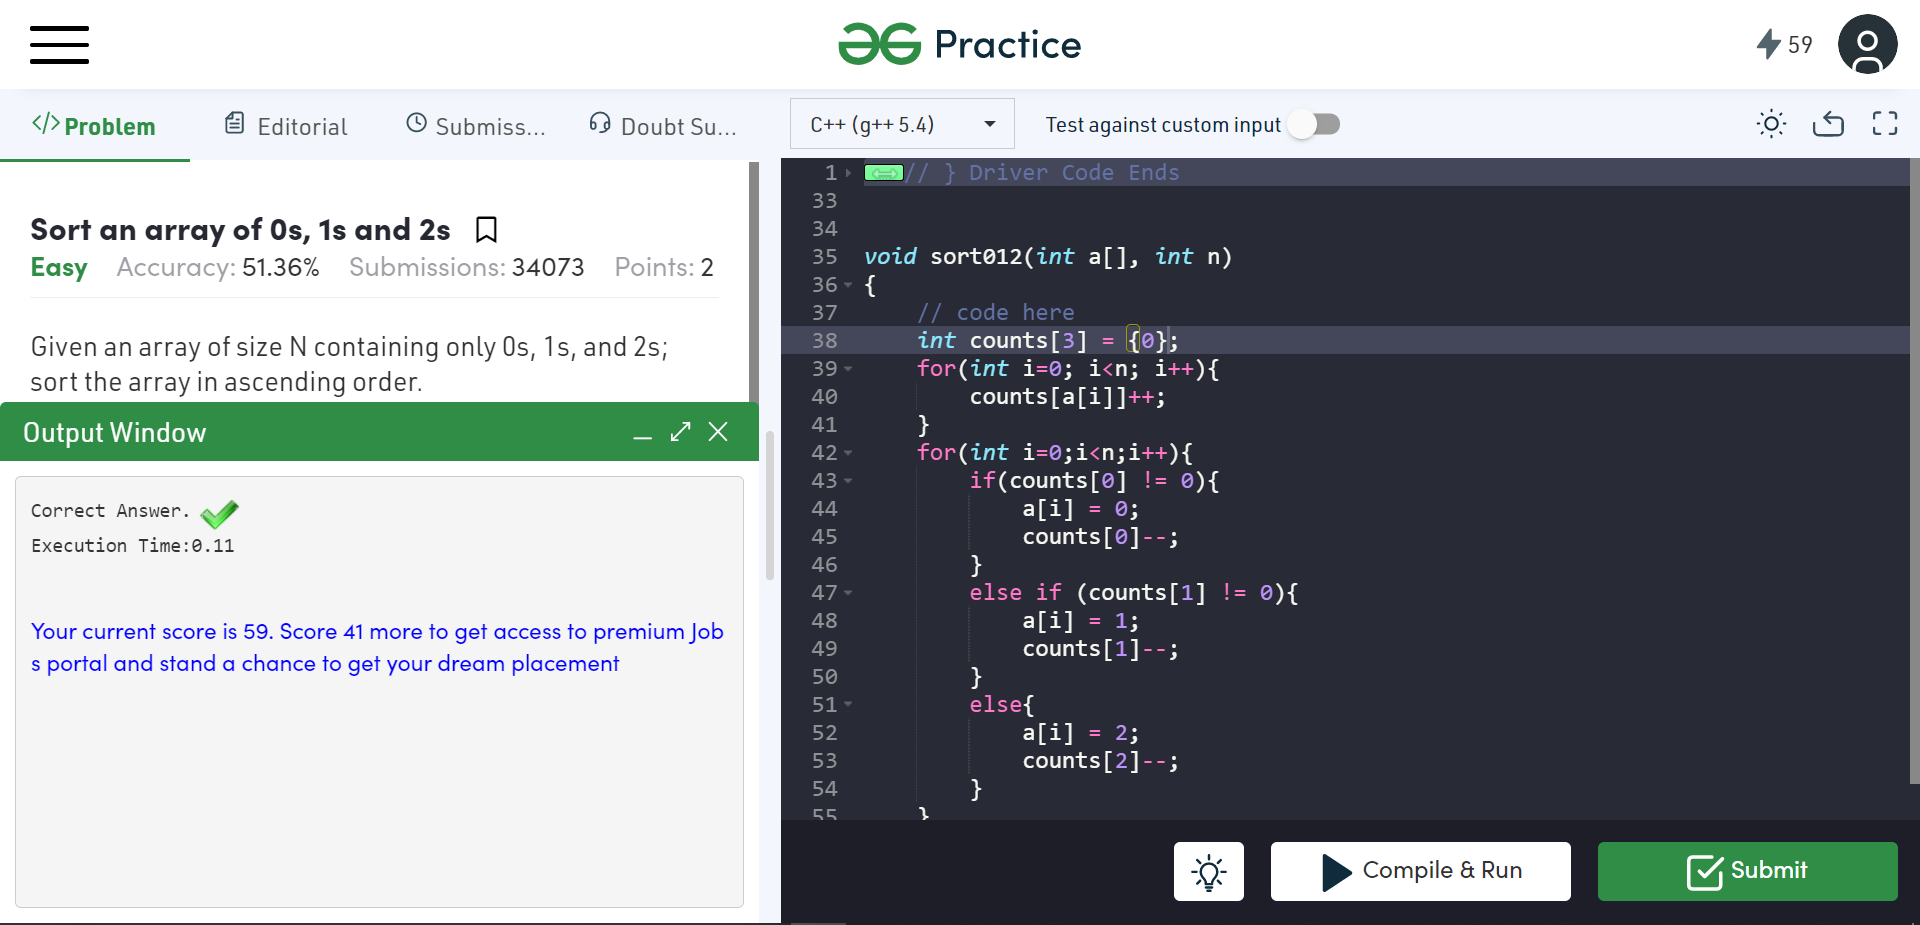 Practice
59
</> Problem
Editorial
Submiss...
Doubt Su...
C++ (g++ 5.4)
Test against custom input
Sort an array of 0s, 1s and 2s
Easy Accuracy: 51.36% Submissions: 34073 Points: 2
Given an array of size N containing only 0s, 1s, and 2s;
sort the array in ascending order.
Output Window
Correct Answer.
Execution Time:0.11
Your current score is 59. Score 41 more to get access to premium Job
s portal and stand a chance to get your dream placement
1 // } Driver Code Ends
33
34
35 void sort012(int a[], int n)
36 {
37     // code here
38     int counts[3] = {0};
39     for(int i=0; i<n; i++){
40         counts[a[i]]++;
41     }
42     for(int i=0;i<n;i++){
43         if(counts[0] != 0){
44             a[i] = 0;
45             counts[0]--;
46         }
47         else if (counts[1] != 0){
48             a[i] = 1;
49             counts[1]--;
50         }
51         else{
52             a[i] = 2;
53             counts[2]--;
54         }
55     }
Compile & Run
Submit